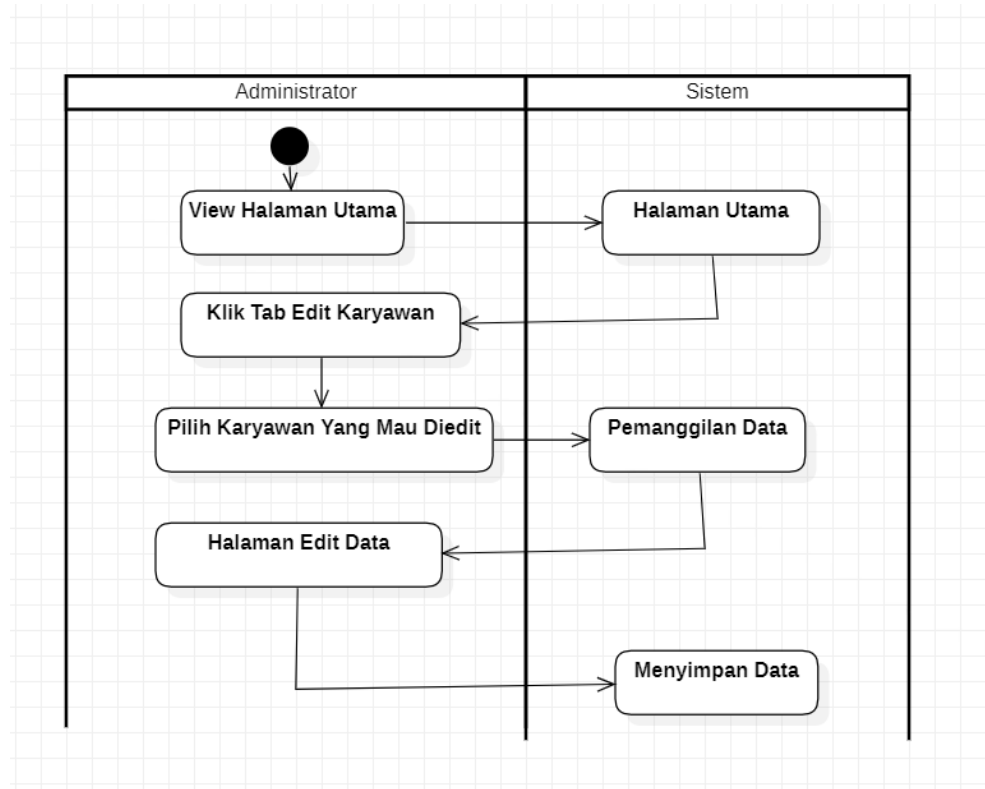 Administrator
Sistem
View Halaman Utama
Halaman Utama
Klik Tab Edit Karyawan
Pilih Karyawan Yang Mau Diedit
Pemanggilan Data
Halaman Edit Data
Menyimpan Data